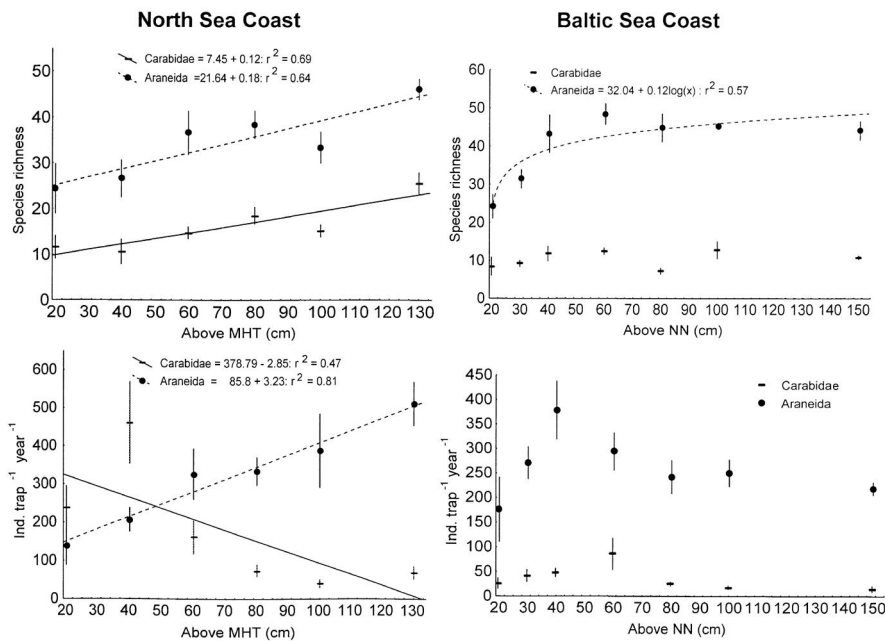 North Sea Coast
Baltic Sea Coast
Carabidae = 7.45 + 0.12: r² = 0.69
Araneida =21.64 + 0.18: r² = 0.64
Species richness
50
40
30
20
10
0
20 30 40 50 60 70 80 90 100 110 120 130
Above MHT (cm)
Carabidae
Araneida = 32.04 + 0.12log(x) : r² = 0.57
Species richness
60
50
40
30
20
10
0
20 30 40 50 60 70 80 90 100 110 120 130 140 150
Above NN (cm)
Carabidae = 378.79 - 2.85: r² = 0.47
Araneida = 85.8 + 3.23: r² = 0.81
Ind. trap⁻¹ year⁻¹
600
500
400
300
200
100
0
20 30 40 50 60 70 80 90 100 110 120 130
Above MHT (cm)
Carabidae
Araneida
Ind. trap⁻¹ year⁻¹
450
400
350
300
250
200
150
100
50
0
20 30 40 50 60 70 80 90 100 110 120 130 140 150
Above NN (cm)